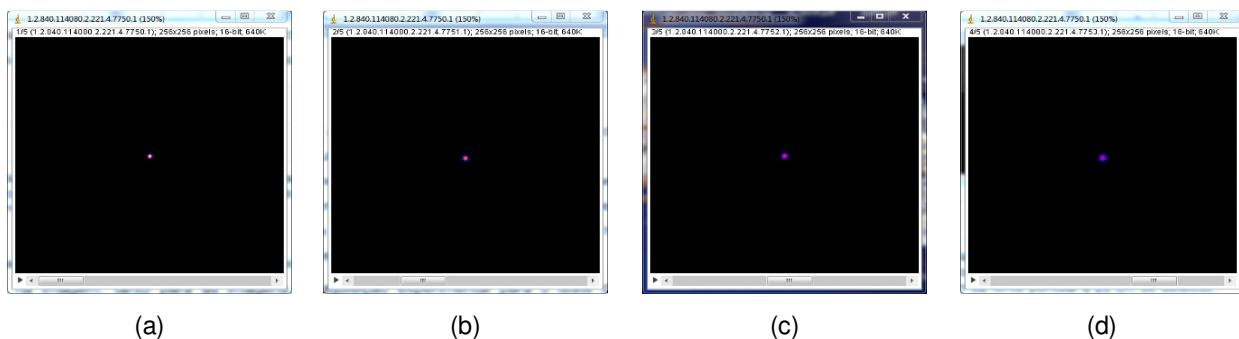 1.2.840.114080.2.221.4.7750.1 (150%)
1/5 (1.2.840.114080.2.221.4.7750.1); 256x256 pixels; 16-bit; 640K
(a)
1.2.840.114080.2.221.4.7750.1 (150%)
2/5 (1.2.840.114080.2.221.4.7751.1); 256x256 pixels; 16-bit; 640K
(b)
1.2.840.114080.2.221.4.7750.1 (150%)
3/5 (1.2.840.114080.2.221.4.7752.1); 256x256 pixels; 16-bit; 640K
(c)
1.2.840.114080.2.221.4.7750.1 (150%)
4/5 (1.2.840.114080.2.221.4.7753.1); 256x256 pixels; 16-bit; 640K
(d)